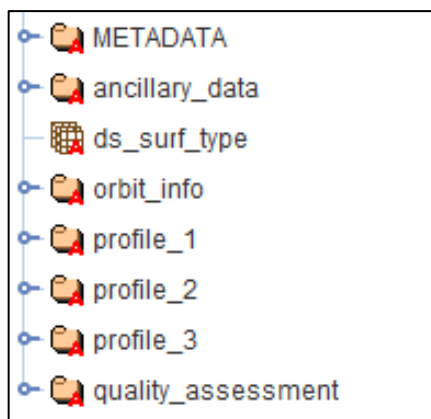 METADATA
ancillary_data
ds_surf_type
orbit_info
profile_1
profile_2
profile_3
quality_assessment